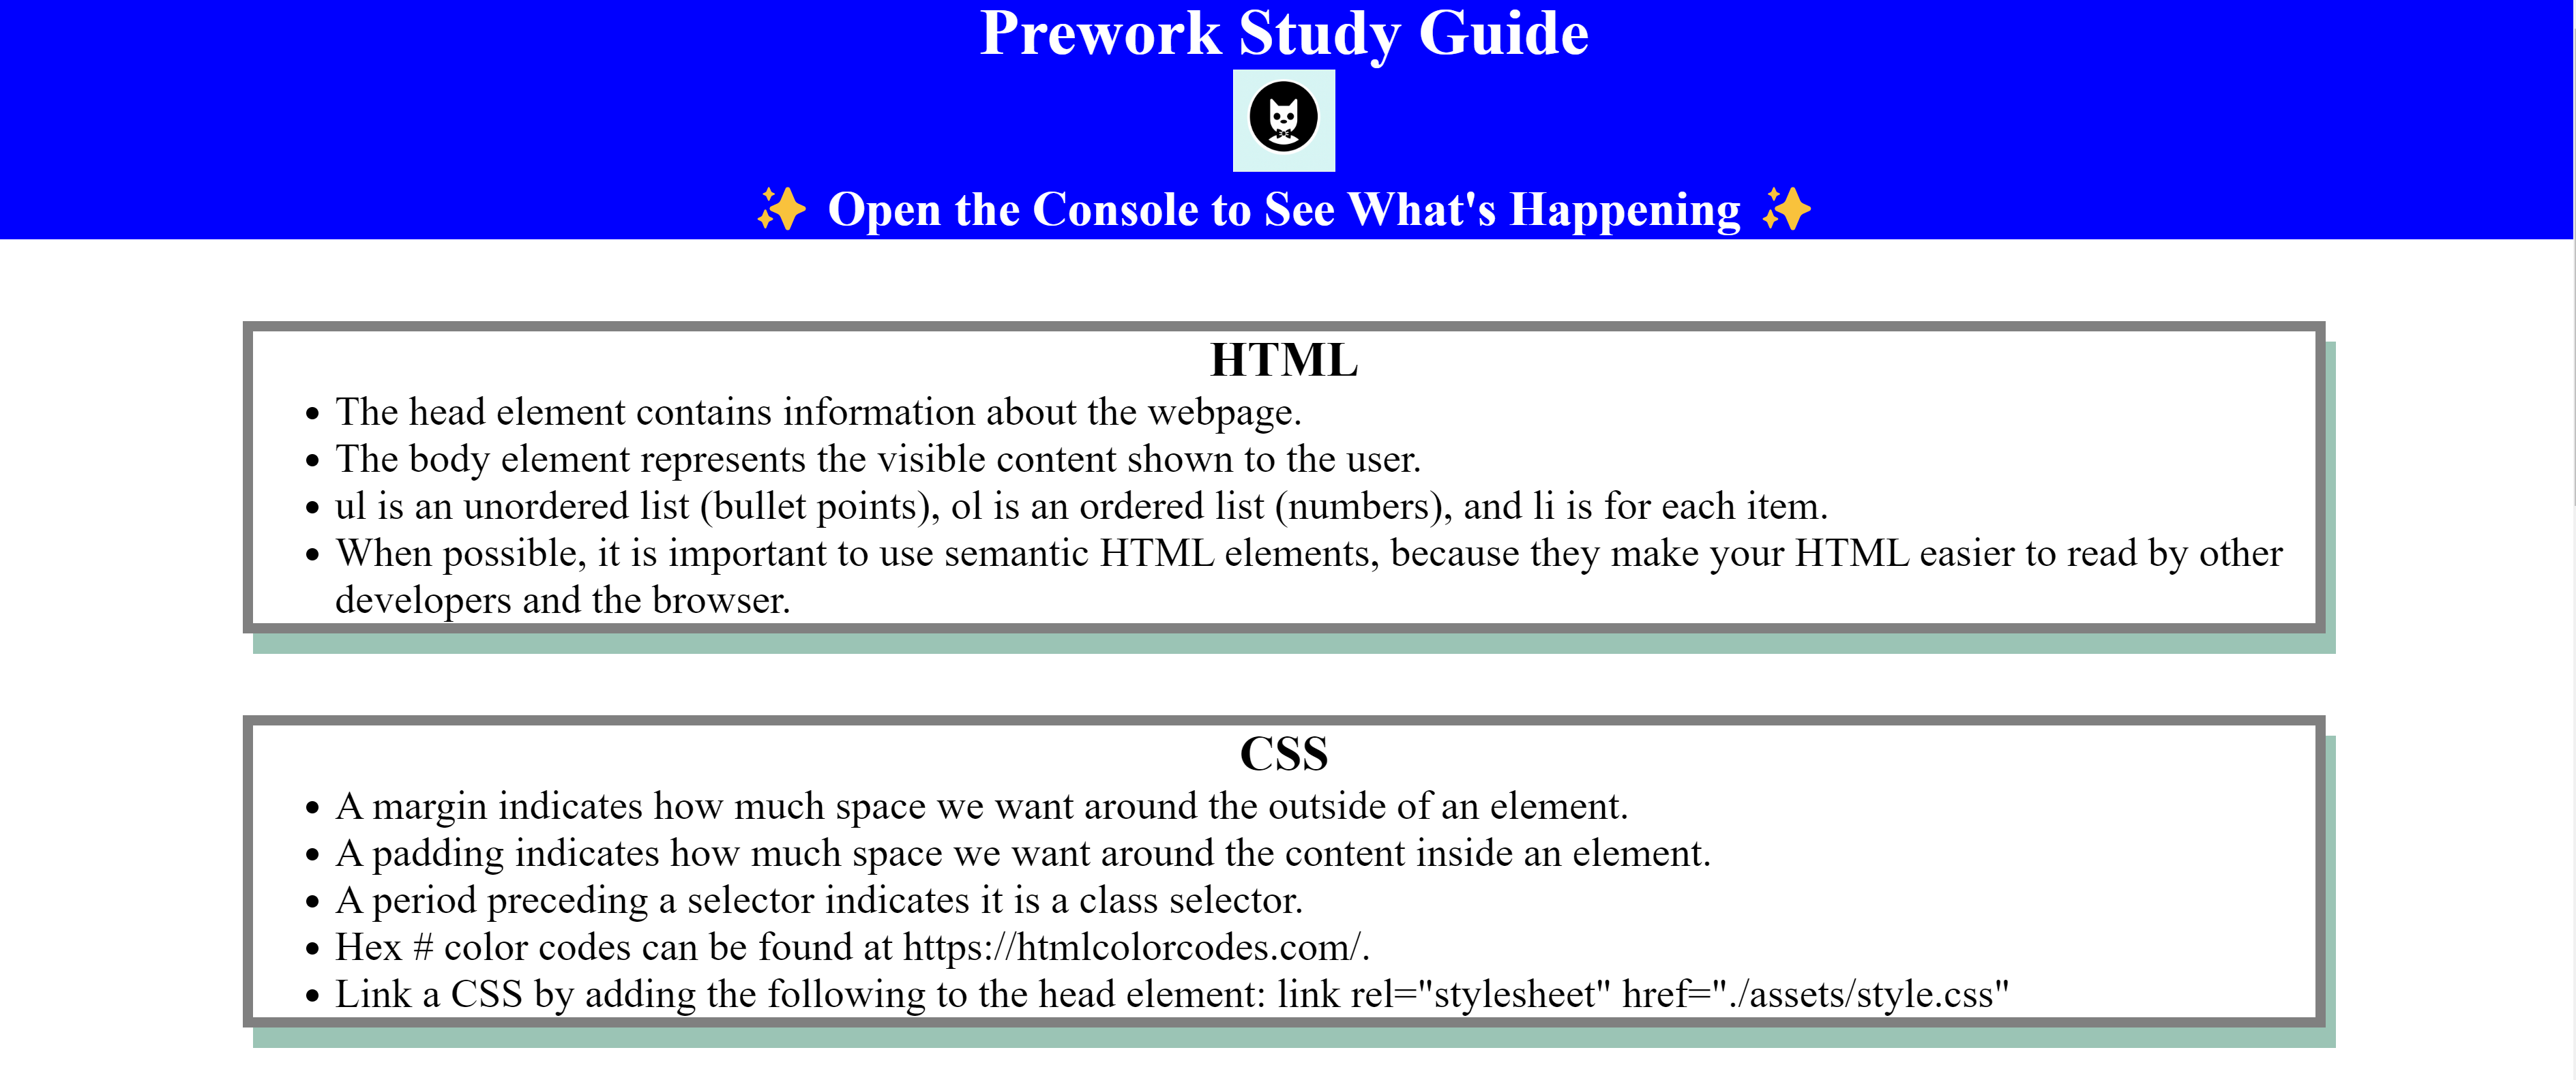 Prework Study Guide
✨ Open the Console to See What's Happening ✨
HTML
• The head element contains information about the webpage.
• The body element represents the visible content shown to the user.
• ul is an unordered list (bullet points), ol is an ordered list (numbers), and li is for each item.
• When possible, it is important to use semantic HTML elements, because they make your HTML easier to read by other
developers and the browser.
CSS
• A margin indicates how much space we want around the outside of an element.
• A padding indicates how much space we want around the content inside an element.
• A period preceding a selector indicates it is a class selector.
• Hex # color codes can be found at https://htmlcolorcodes.com/.
• Link a CSS by adding the following to the head element: link rel="stylesheet" href="./assets/style.css"